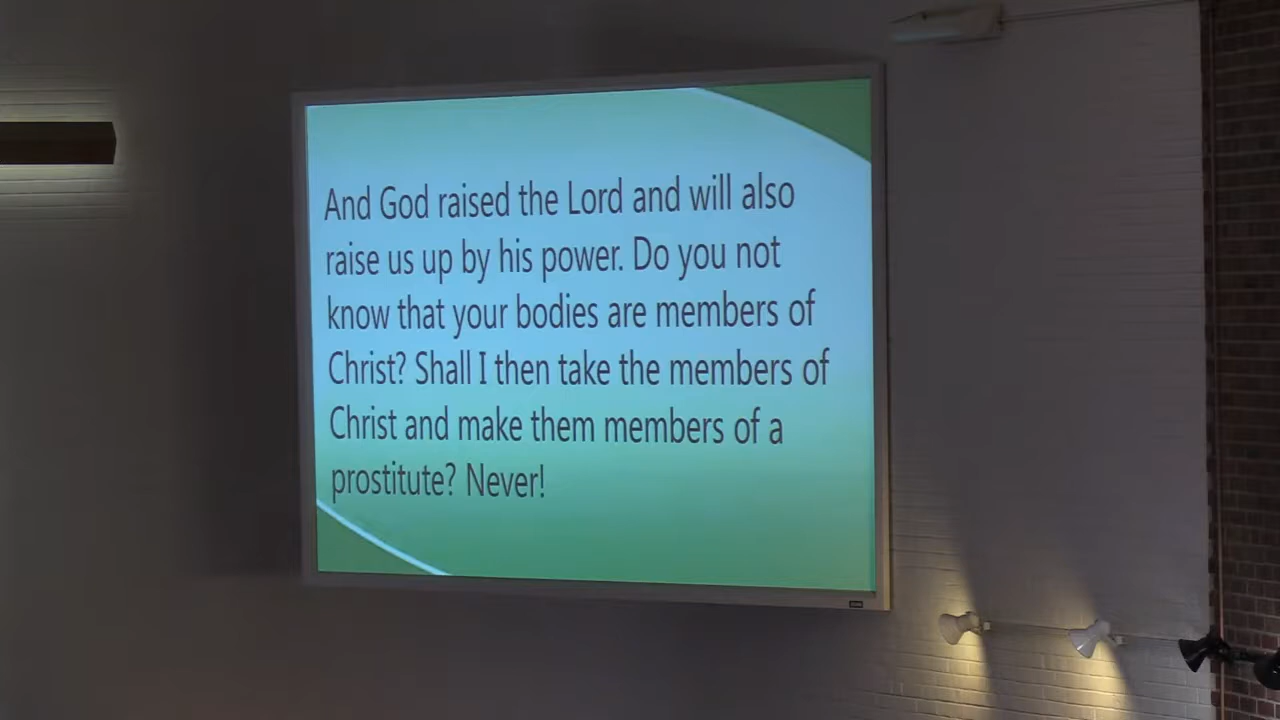 And God raised the Lord and will also
raise us up by his power. Do you not
know that your bodies are members of
Christ? Shall I then take the members of
Christ and make them members of a
prostitute? Never!